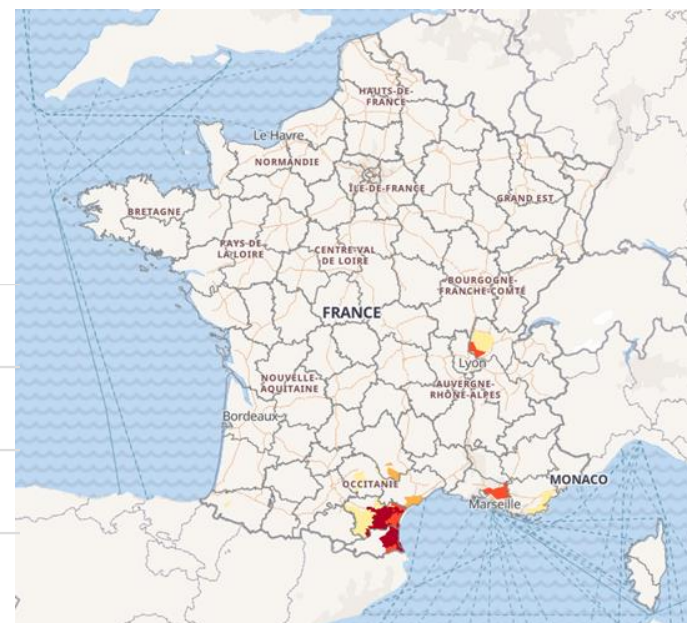 HAUTS-DE-
FRANCE
Le Havre
NORMANDIE
ÎLE-DE-FRANCE
GRAND EST
BRETAGNE
PAYS DE
LA LOIRE
CENTRE-VAL
DE LOIRE
BOURGOGNE-
FRANCHE-COMTÉ
FRANCE
Lyon
NOUVELLE-
AQUITAINE
AUVERGNE-
RHÔNE-ALPES
Bordeaux
OCCITANIE
MONACO
Marseille